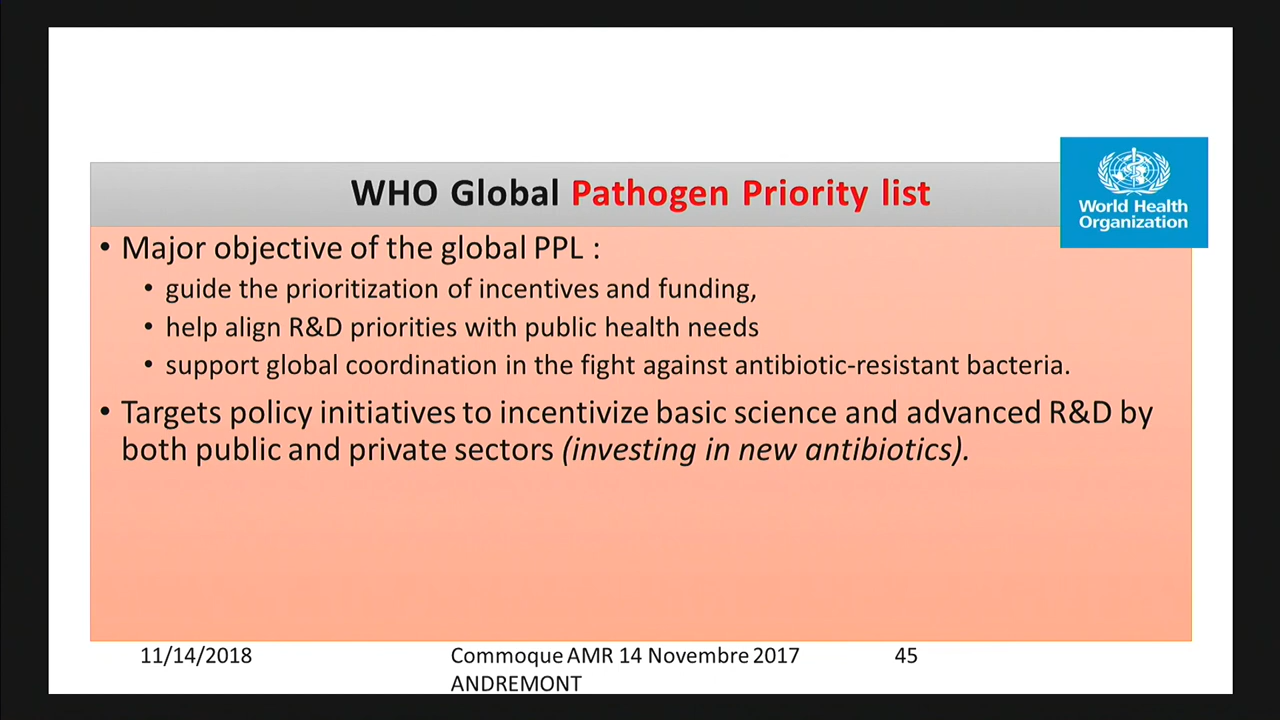 WHO Global Pathogen Priority list
World Health
Organization
• Major objective of the global PPL :
• guide the prioritization of incentives and funding,
• help align R&D priorities with public health needs
• support global coordination in the fight against antibiotic-resistant bacteria.
• Targets policy initiatives to incentivize basic science and advanced R&D by
both public and private sectors (investing in new antibiotics).
11/14/2018
Commoque AMR 14 Novembre 2017
ANDREMONT
45